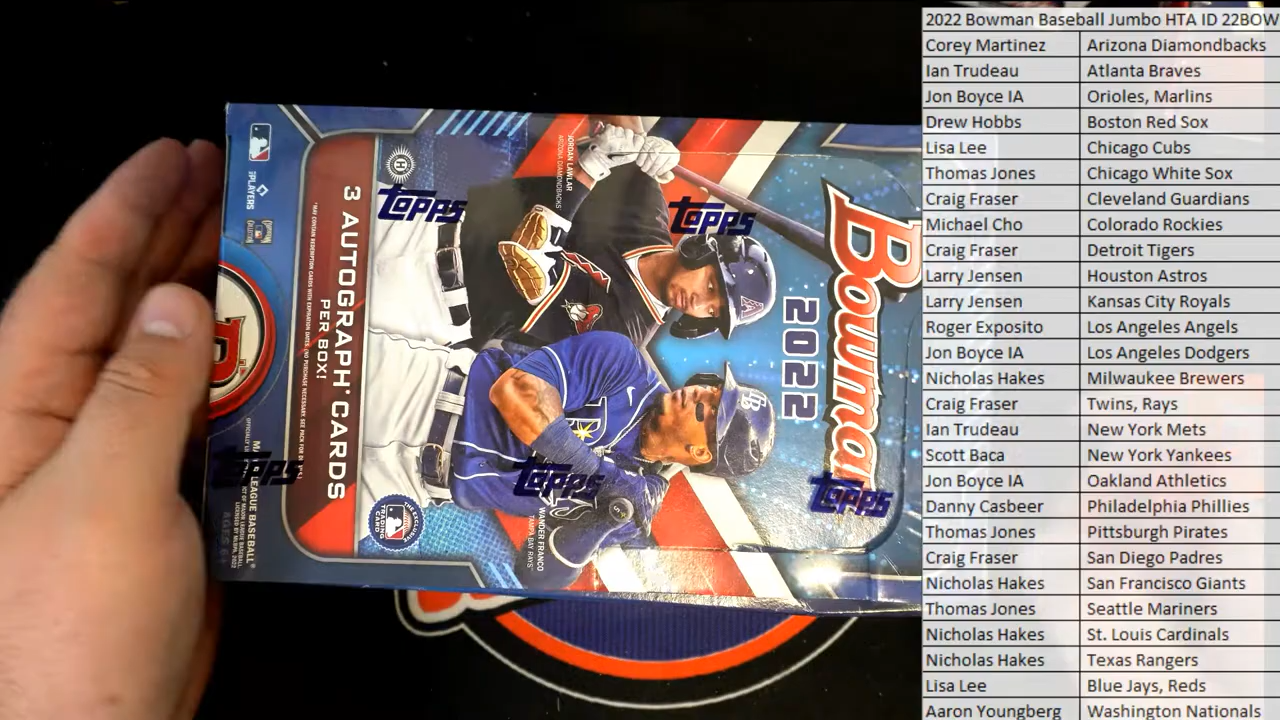 Bowman
2022
TOPPS
TOPPS
TOPPS
TOPPS
TOPPS
JORDAN LAWLAR
ARIZONA DIAMONDBACKS
WANDER FRANCO
TAMPA BAY RAYS
3 AUTOGRAPH CARDS
PER BOX!
PLAYERS
2022 Bowman Baseball Jumbo HTA ID 22BOW
Corey Martinez Arizona Diamondbacks
Ian Trudeau Atlanta Braves
Jon Boyce IA Orioles, Marlins
Drew Hobbs Boston Red Sox
Lisa Lee Chicago Cubs
Thomas Jones Chicago White Sox
Craig Fraser Cleveland Guardians
Michael Cho Colorado Rockies
Craig Fraser Detroit Tigers
Larry Jensen Houston Astros
Larry Jensen Kansas City Royals
Roger Exposito Los Angeles Angels
Jon Boyce IA Los Angeles Dodgers
Nicholas Hakes Milwaukee Brewers
Craig Fraser Twins, Rays
Ian Trudeau New York Mets
Scott Baca New York Yankees
Jon Boyce IA Oakland Athletics
Danny Casbeer Philadelphia Phillies
Thomas Jones Pittsburgh Pirates
Craig Fraser San Diego Padres
Nicholas Hakes San Francisco Giants
Thomas Jones Seattle Mariners
Nicholas Hakes St. Louis Cardinals
Nicholas Hakes Texas Rangers
Lisa Lee Blue Jays, Reds
Aaron Youngberg Washington Nationals